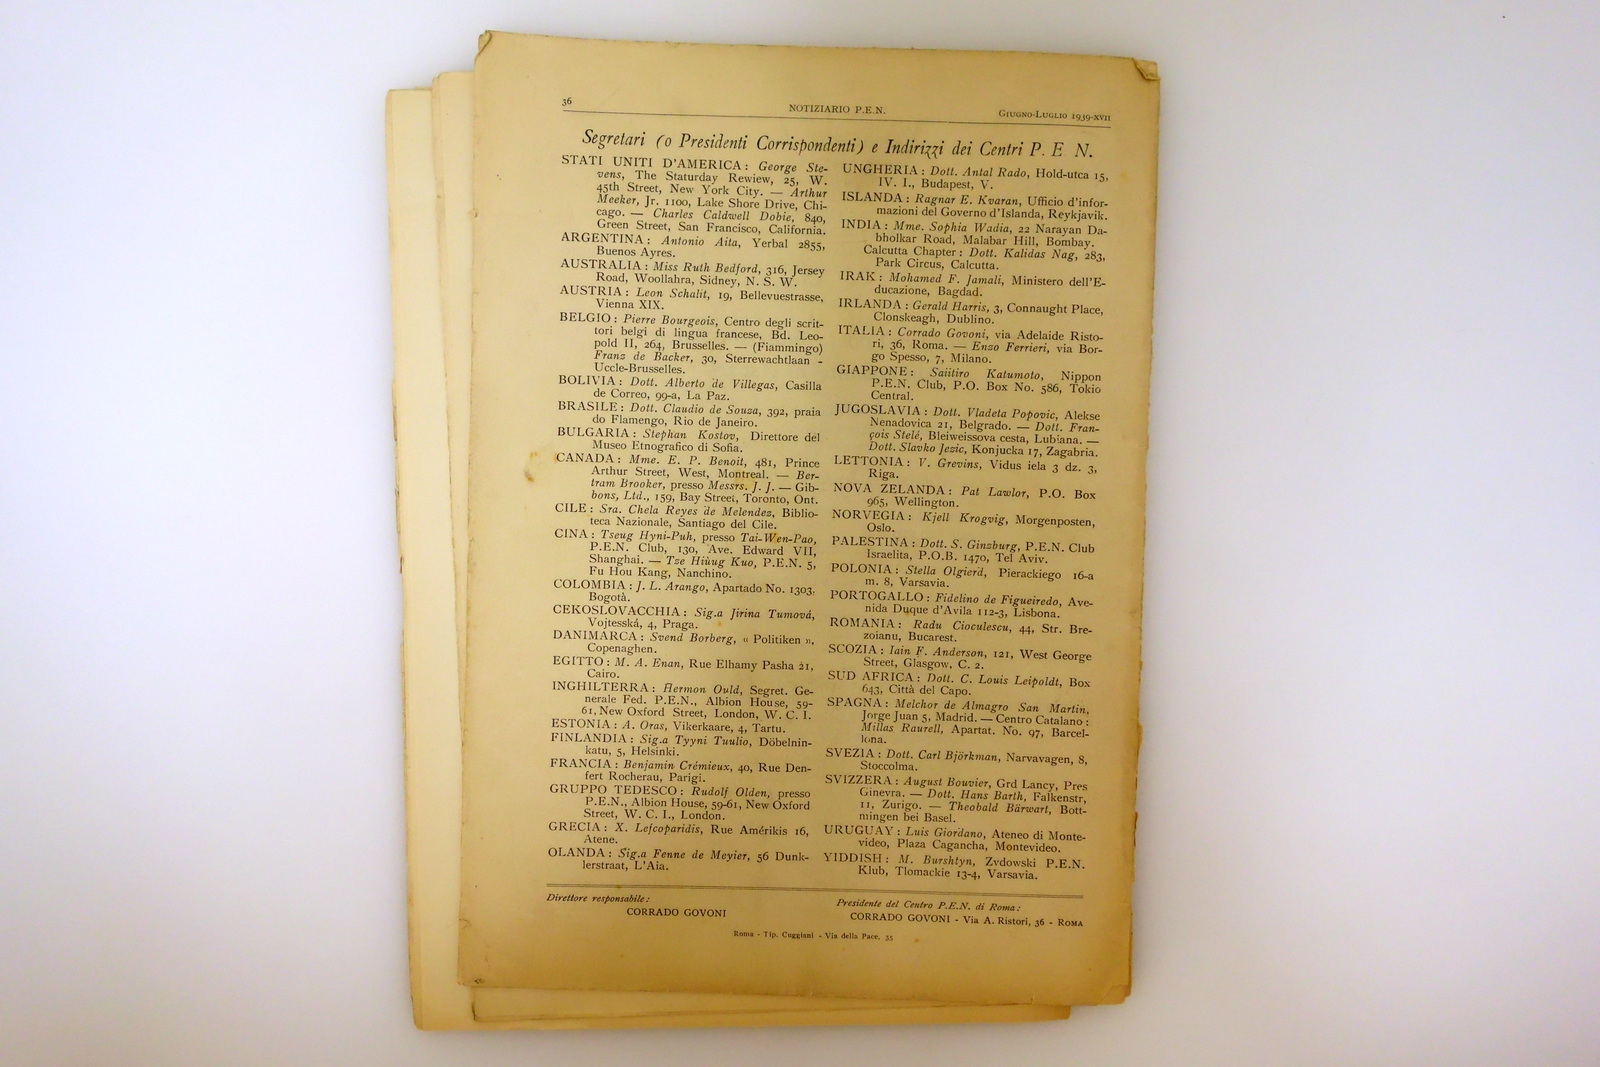 36
NOTIZIARIO P.E.N.
GIUGNO-LUGLIO 1939-XVII
Segretari (o Presidenti Corrispondenti) e Indirizzi dei Centri P. E N.
STATI UNITI D'AMERICA: George Ste-
vens, The Staturday Rewiew, 25, W.
45th Street, New York City. — Arthur
Meeker, Jr. 1100, Lake Shore Drive, Chi-
cago. — Charles Caldwell Dobie, 840,
Green Street, San Francisco, California.
ARGENTINA: Antonio Aita, Yerbal 2855,
Buenos Ayres.
AUSTRALIA: Miss Ruth Bedford, 316, Jersey
Road, Woollahra, Sidney, N. S. W.
AUSTRIA: Leon Schalit, 19, Bellevuestrasse,
Vienna XIX.
BELGIO: Pierre Bourgeois, Centro degli scrit-
tori belgi di lingua francese, Bd. Leo-
pold II, 264, Brusselles. — (Fiammingo)
Franz de Backer, 30, Sterrewachtlaan -
Uccle-Brusselles.
BOLIVIA: Dott. Alberto de Villegas, Casilla
de Correo, 99-a, La Paz.
BRASILE: Dott. Claudio de Souza, 392, praia
do Flamengo, Rio de Janeiro.
BULGARIA: Stephan Kostov, Direttore del
Museo Etnografico di Sofia.
CANADA: Mme. E. P. Benoit, 481, Prince
Arthur Street, West, Montreal. — Ber-
tram Brooker, presso Messrs. J. J. — Gib-
bons, Ltd., 159, Bay Street, Toronto, Ont.
CILE: Sra. Chela Reyes de Melendez, Biblio-
teca Nazionale, Santiago del Cile.
CINA: Tseug Hyni-Puh, presso Tai-Wen-Pao,
P.E.N. Club, 130, Ave. Edward VII,
Shanghai. — Tze Hiùug Kuo, P.E.N. 5,
Fu Hou Kang, Nanchino.
COLOMBIA: J. L. Arango, Apartado No. 1303,
Bogotà.
CEKOSLOVACCHIA: Sig.a Jirina Tumová,
Vojtesská, 4, Praga.
DANIMARCA: Svend Borberg, « Politiken »,
Copenaghen.
EGITTO: M. A. Enan, Rue Elhamy Pasha 21,
Cairo.
INGHILTERRA: Hermon Ould, Segret. Ge-
nerale Fed. P.E.N., Albion House, 59-
61, New Oxford Street, London, W. C. I.
ESTONIA: A. Oras, Vikerkaare, 4, Tartu.
FINLANDIA: Sig.a Tyyni Tuulio, Döbelnin-
katu, 5, Helsinki.
FRANCIA: Benjamin Crémieux, 40, Rue Den-
fert Rocherau, Parigi.
GRUPPO TEDESCO: Rudolf Olden, presso
P.E.N., Albion House, 59-61, New Oxford
Street, W. C. I., London.
GRECIA: X. Lefcoparidis, Rue Amérikis 16,
Atene.
OLANDA: Sig.a Fenne de Meyier, 56 Dunk-
lerstraat, L'Aia.
UNGHERIA: Dott. Antal Rado, Hold-utca 15,
IV. I., Budapest, V.
ISLANDA: Ragnar E. Kvaran, Ufficio d'infor-
mazioni del Governo d'Islanda, Reykjavik.
INDIA: Mme. Sophia Wadia, 22 Narayan Da-
bholkar Road, Malabar Hill, Bombay.
Calcutta Chapter: Dott. Kalidas Nag, 283,
Park Circus, Calcutta.
IRAK: Mohamed F. Jamali, Ministero dell'E-
ducazione, Bagdad.
IRLANDA: Gerald Harris, 3, Connaught Place,
Clonskeagh, Dublino.
ITALIA: Corrado Govoni, via Adelaide Risto-
ri, 36, Roma. — Enzo Ferrieri, via Bor-
go Spesso, 7, Milano.
GIAPPONE: Saiitiro Katumoto, Nippon
P.E.N. Club, P.O. Box No. 586, Tokio
Central.
JUGOSLAVIA: Dott. Vladeta Popovic, Alekse
Nenadovica 21, Belgrado. — Dott. Fran-
çois Stelé, Bleiweissova cesta, Lubiana. —
Dott. Slavko Jezic, Konjucka 17, Zagabria.
LETTONIA: V. Grevins, Vidus iela 3 dz. 3,
Riga.
NOVA ZELANDA: Pat Lawlor, P.O. Box
965, Wellington.
NORVEGIA: Kjell Krogvig, Morgenposten,
Oslo.
PALESTINA: Dott. S. Ginzburg, P.E.N. Club
Israelita, P.O.B. 1470, Tel Aviv.
POLONIA: Stella Olgierd, Pierackiego 16-a
m. 8, Varsavia.
PORTOGALLO: Fidelino de Figueiredo, Ave-
nida Duque d'Avila 112-3, Lisbona.
ROMANIA: Radu Cioculescu, 44, Str. Bre-
zoianu, Bucarest.
SCOZIA: Iain F. Anderson, 121, West George
Street, Glasgow, C. 2.
SUD AFRICA: Dott. C. Louis Leipoldt, Box
643, Città del Capo.
SPAGNA: Melchor de Almagro San Martin,
Jorge Juan 5, Madrid. — Centro Catalano:
Millas Raurell, Apartat. No. 97, Barcel-
lona.
SVEZIA: Dott. Carl Björkman, Narvavagen, 8,
Stoccolma.
SVIZZERA: August Bouvier, Grd Lancy, Pres
Ginevra. — Dott. Hans Barth, Falkenstr,
11, Zurigo. — Theobald Bärwart, Bott-
mingen bei Basel.
URUGUAY: Luis Giordano, Ateneo di Monte-
video, Plaza Cagancha, Montevideo.
YIDDISH: M. Burshtyn, Zydowski P.E.N.
Klub, Tlomackie 13-4, Varsavia.
Direttore responsabile:
CORRADO GOVONI
Presidente del Centro P.E.N. di Roma:
CORRADO GOVONI - Via A. Ristori, 36 - ROMA
Roma - Tip. Cuggiani - Via della Pace, 35